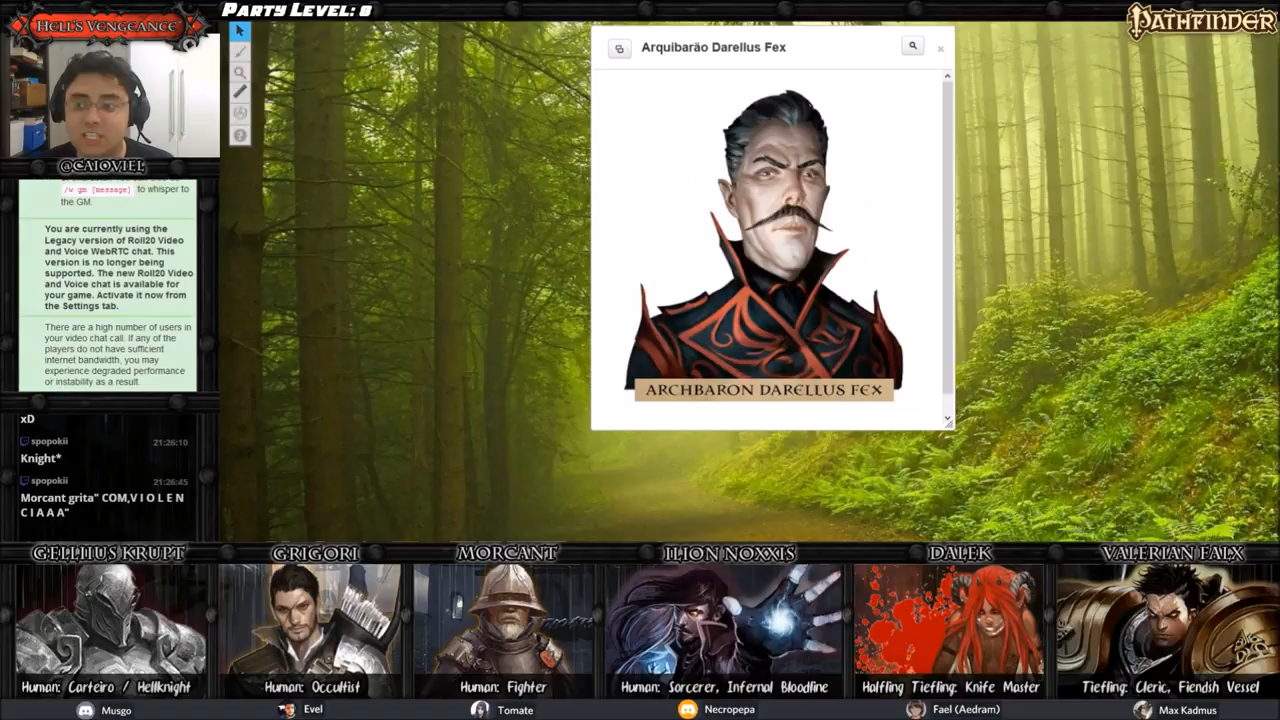 PARTY LEVEL: 8
HELL'S VENGEANCE
PATHFINDER
Arquibarão Darellus Fex
ARCHBARON DARELLUS FEX
@CAIOVIEL
/w gm [message] to whisper to
the GM.
You are currently using the
Legacy version of Roll20 Video
and Voice WebRTC chat. This
version is no longer being
supported. The new Roll20 Video
and Voice chat is available for
your game. Activate it now from
the Settings tab.
There are a high number of users in
your video chat call. If any of the
players do not have sufficient
internet bandwidth, you may
experience degraded performance
or instability as a result.
xD
spopokii 21:26:10
Knight*
spopokii 21:26:45
Morcant grita" COM,V I O L E N
C I A A A"
GELLIUS KRUPT
GRIGORI
MORCANT
ILION NOXXIS
DALEK
VALERIAN FALX
Human: Carteiro / Hellknight
Human: Occultist
Human: Fighter
Human: Sorcerer, Infernal Bloodline
Halfling Tiefling: Knife Master
Tiefling: Cleric, Fiendsh Vessel
Musgo
Evel
Tomate
Necropepa
Fael (Aedram)
Max Kadmus